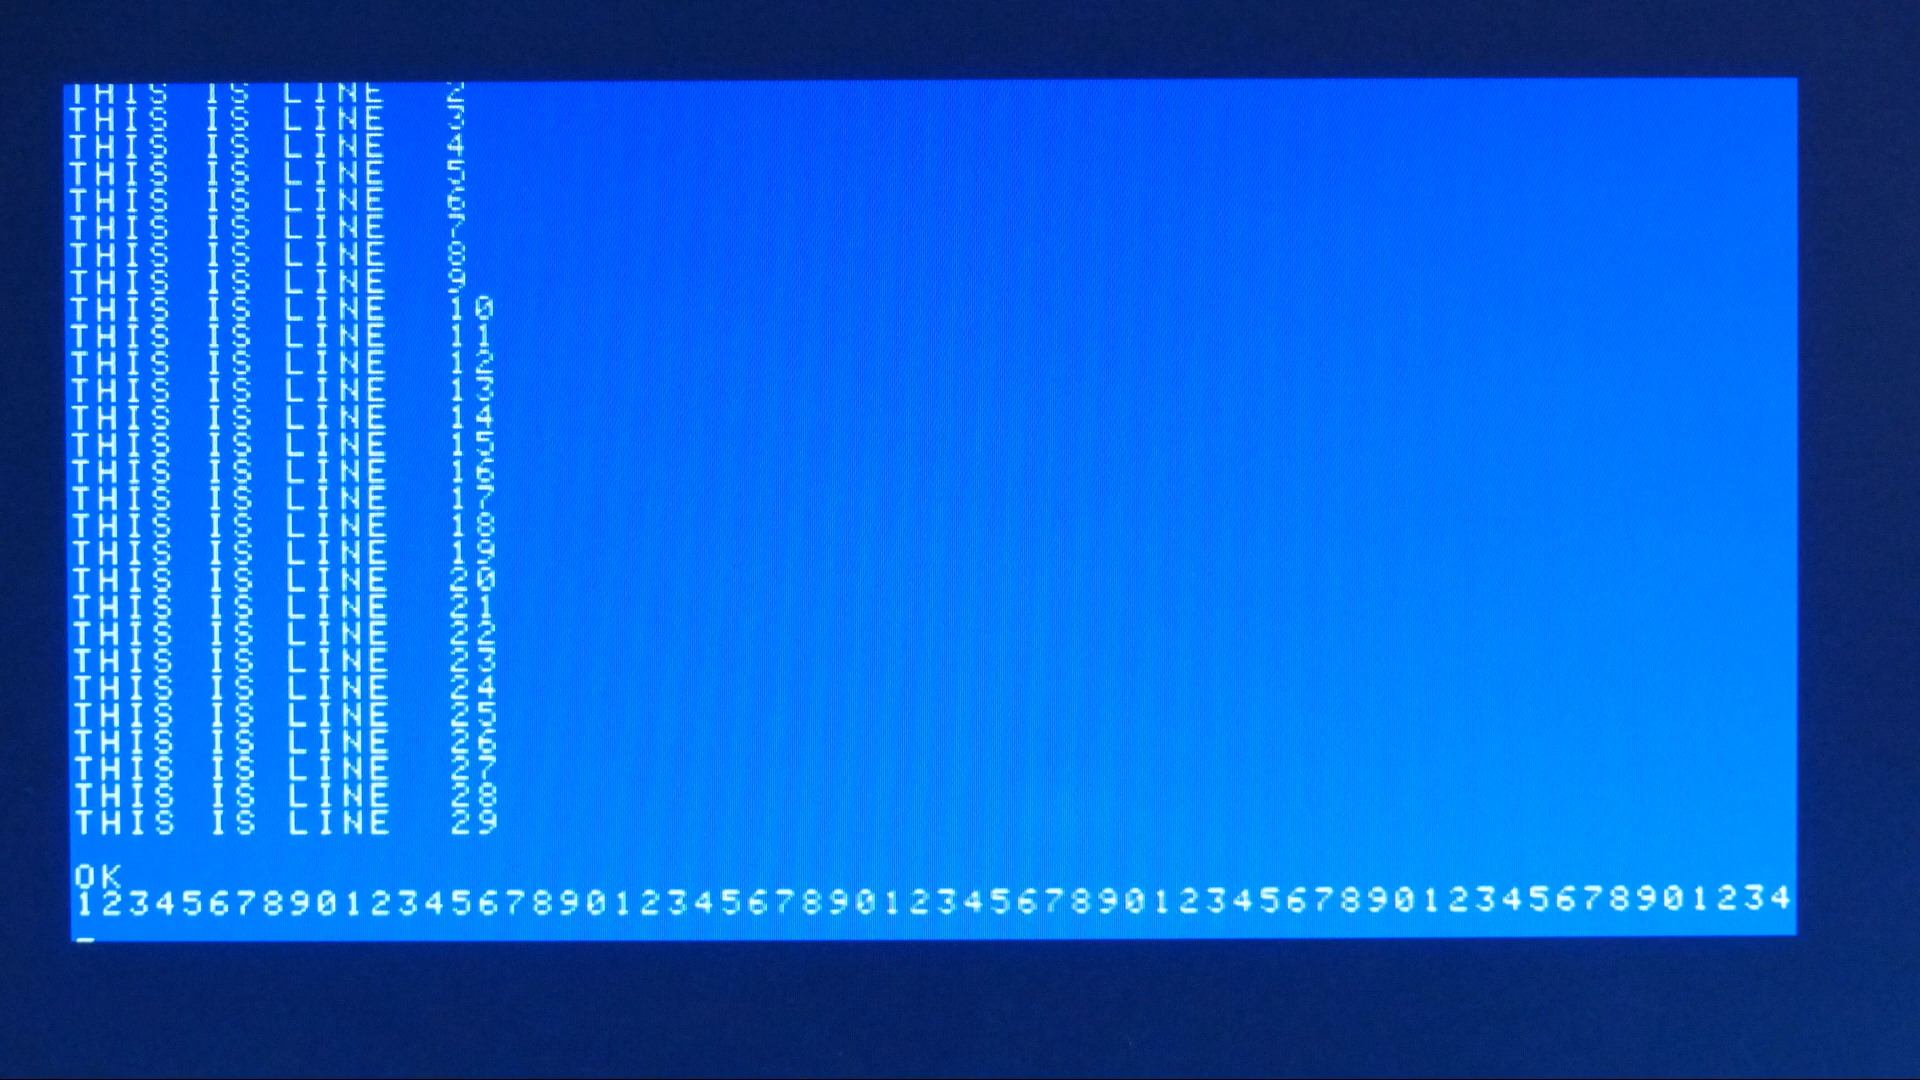 THIS IS LINE 2
THIS IS LINE 3
THIS IS LINE 4
THIS IS LINE 5
THIS IS LINE 6
THIS IS LINE 7
THIS IS LINE 8
THIS IS LINE 9
THIS IS LINE 10
THIS IS LINE 11
THIS IS LINE 12
THIS IS LINE 13
THIS IS LINE 14
THIS IS LINE 15
THIS IS LINE 16
THIS IS LINE 17
THIS IS LINE 18
THIS IS LINE 19
THIS IS LINE 20
THIS IS LINE 21
THIS IS LINE 22
THIS IS LINE 23
THIS IS LINE 24
THIS IS LINE 25
THIS IS LINE 26
THIS IS LINE 27
THIS IS LINE 28
THIS IS LINE 29
OK
1234567890123456789012345678901234567890123456789012345678901234